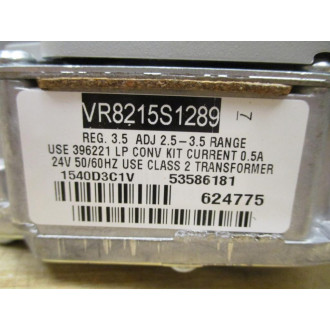 VR8215S1289
7
REG. 3.5 ADJ 2.5 - 3.5 RANGE
USE 396221 LP CONV KIT CURRENT 0.5A
24V 50/60HZ USE CLASS 2 TRANSFORMER
1540D3C1V 53586181
624775